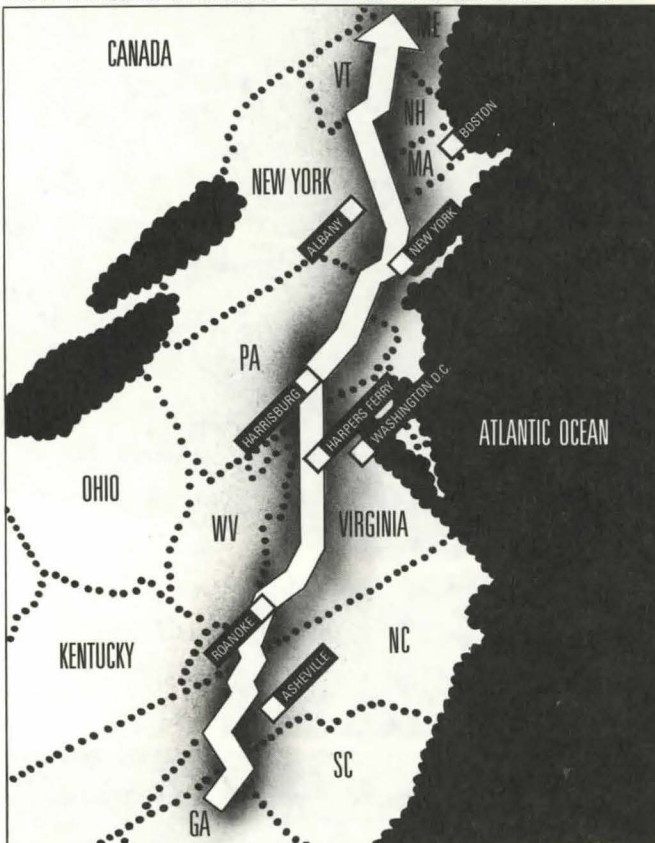 CANADA
ME
VT
NH
BOSTON
MA
NEW YORK
ALBANY
NEW YORK
PA
HARRISBURG
HARPERS FERRY
WASHINGTON D.C.
ATLANTIC OCEAN
OHIO
WV
VIRGINIA
ROANOKE
KENTUCKY
NC
ASHEVILLE
SC
GA